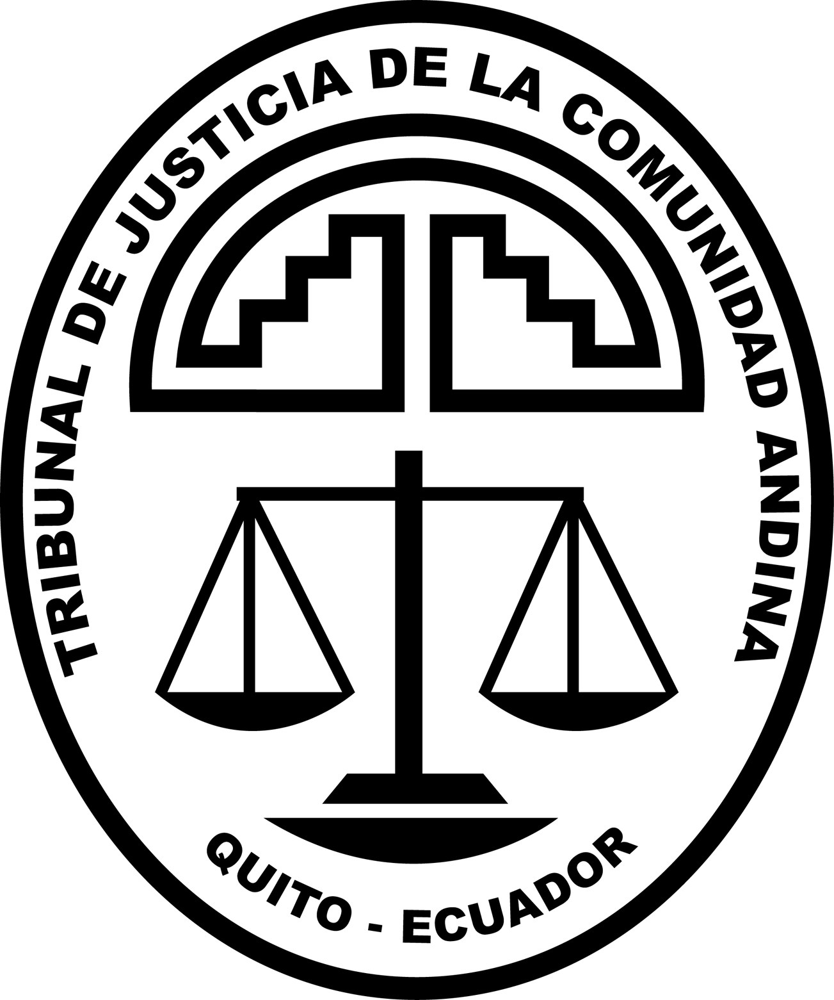 TRIBUNAL DE JUSTICIA DE LA COMUNIDAD ANDINA
QUITO - ECUADOR